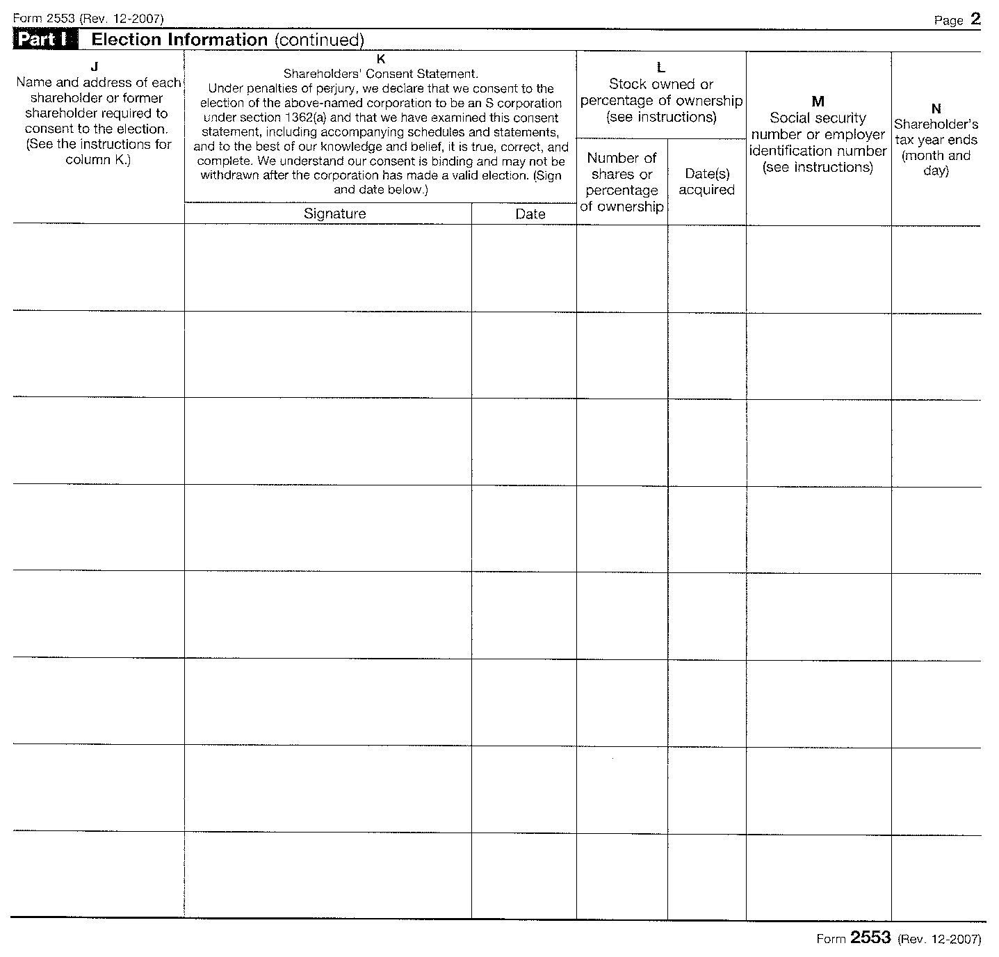 Form 2553 (Rev. 12-2007)
Page 2
Part I Election Information (continued)
J
Name and address of each
shareholder or former
shareholder required to
consent to the election.
(See the instructions for
column K.)
K
Shareholders' Consent Statement.
Under penalties of perjury, we declare that we consent to the
election of the above-named corporation to be an S corporation
under section 1362(a) and that we have examined this consent
statement, including accompanying schedules and statements,
and to the best of our knowledge and belief, it is true, correct, and
complete. We understand our consent is binding and may not be
withdrawn after the corporation has made a valid election. (Sign
and date below.)
Signature
Date
L
Stock owned or
percentage of ownership
(see instructions)
Number of
shares or
percentage
of ownership
Date(s)
acquired
M
Social security
number or employer
identification number
(see instructions)
N
Shareholder's
tax year ends
(month and
day)
Form 2553 (Rev. 12-2007)